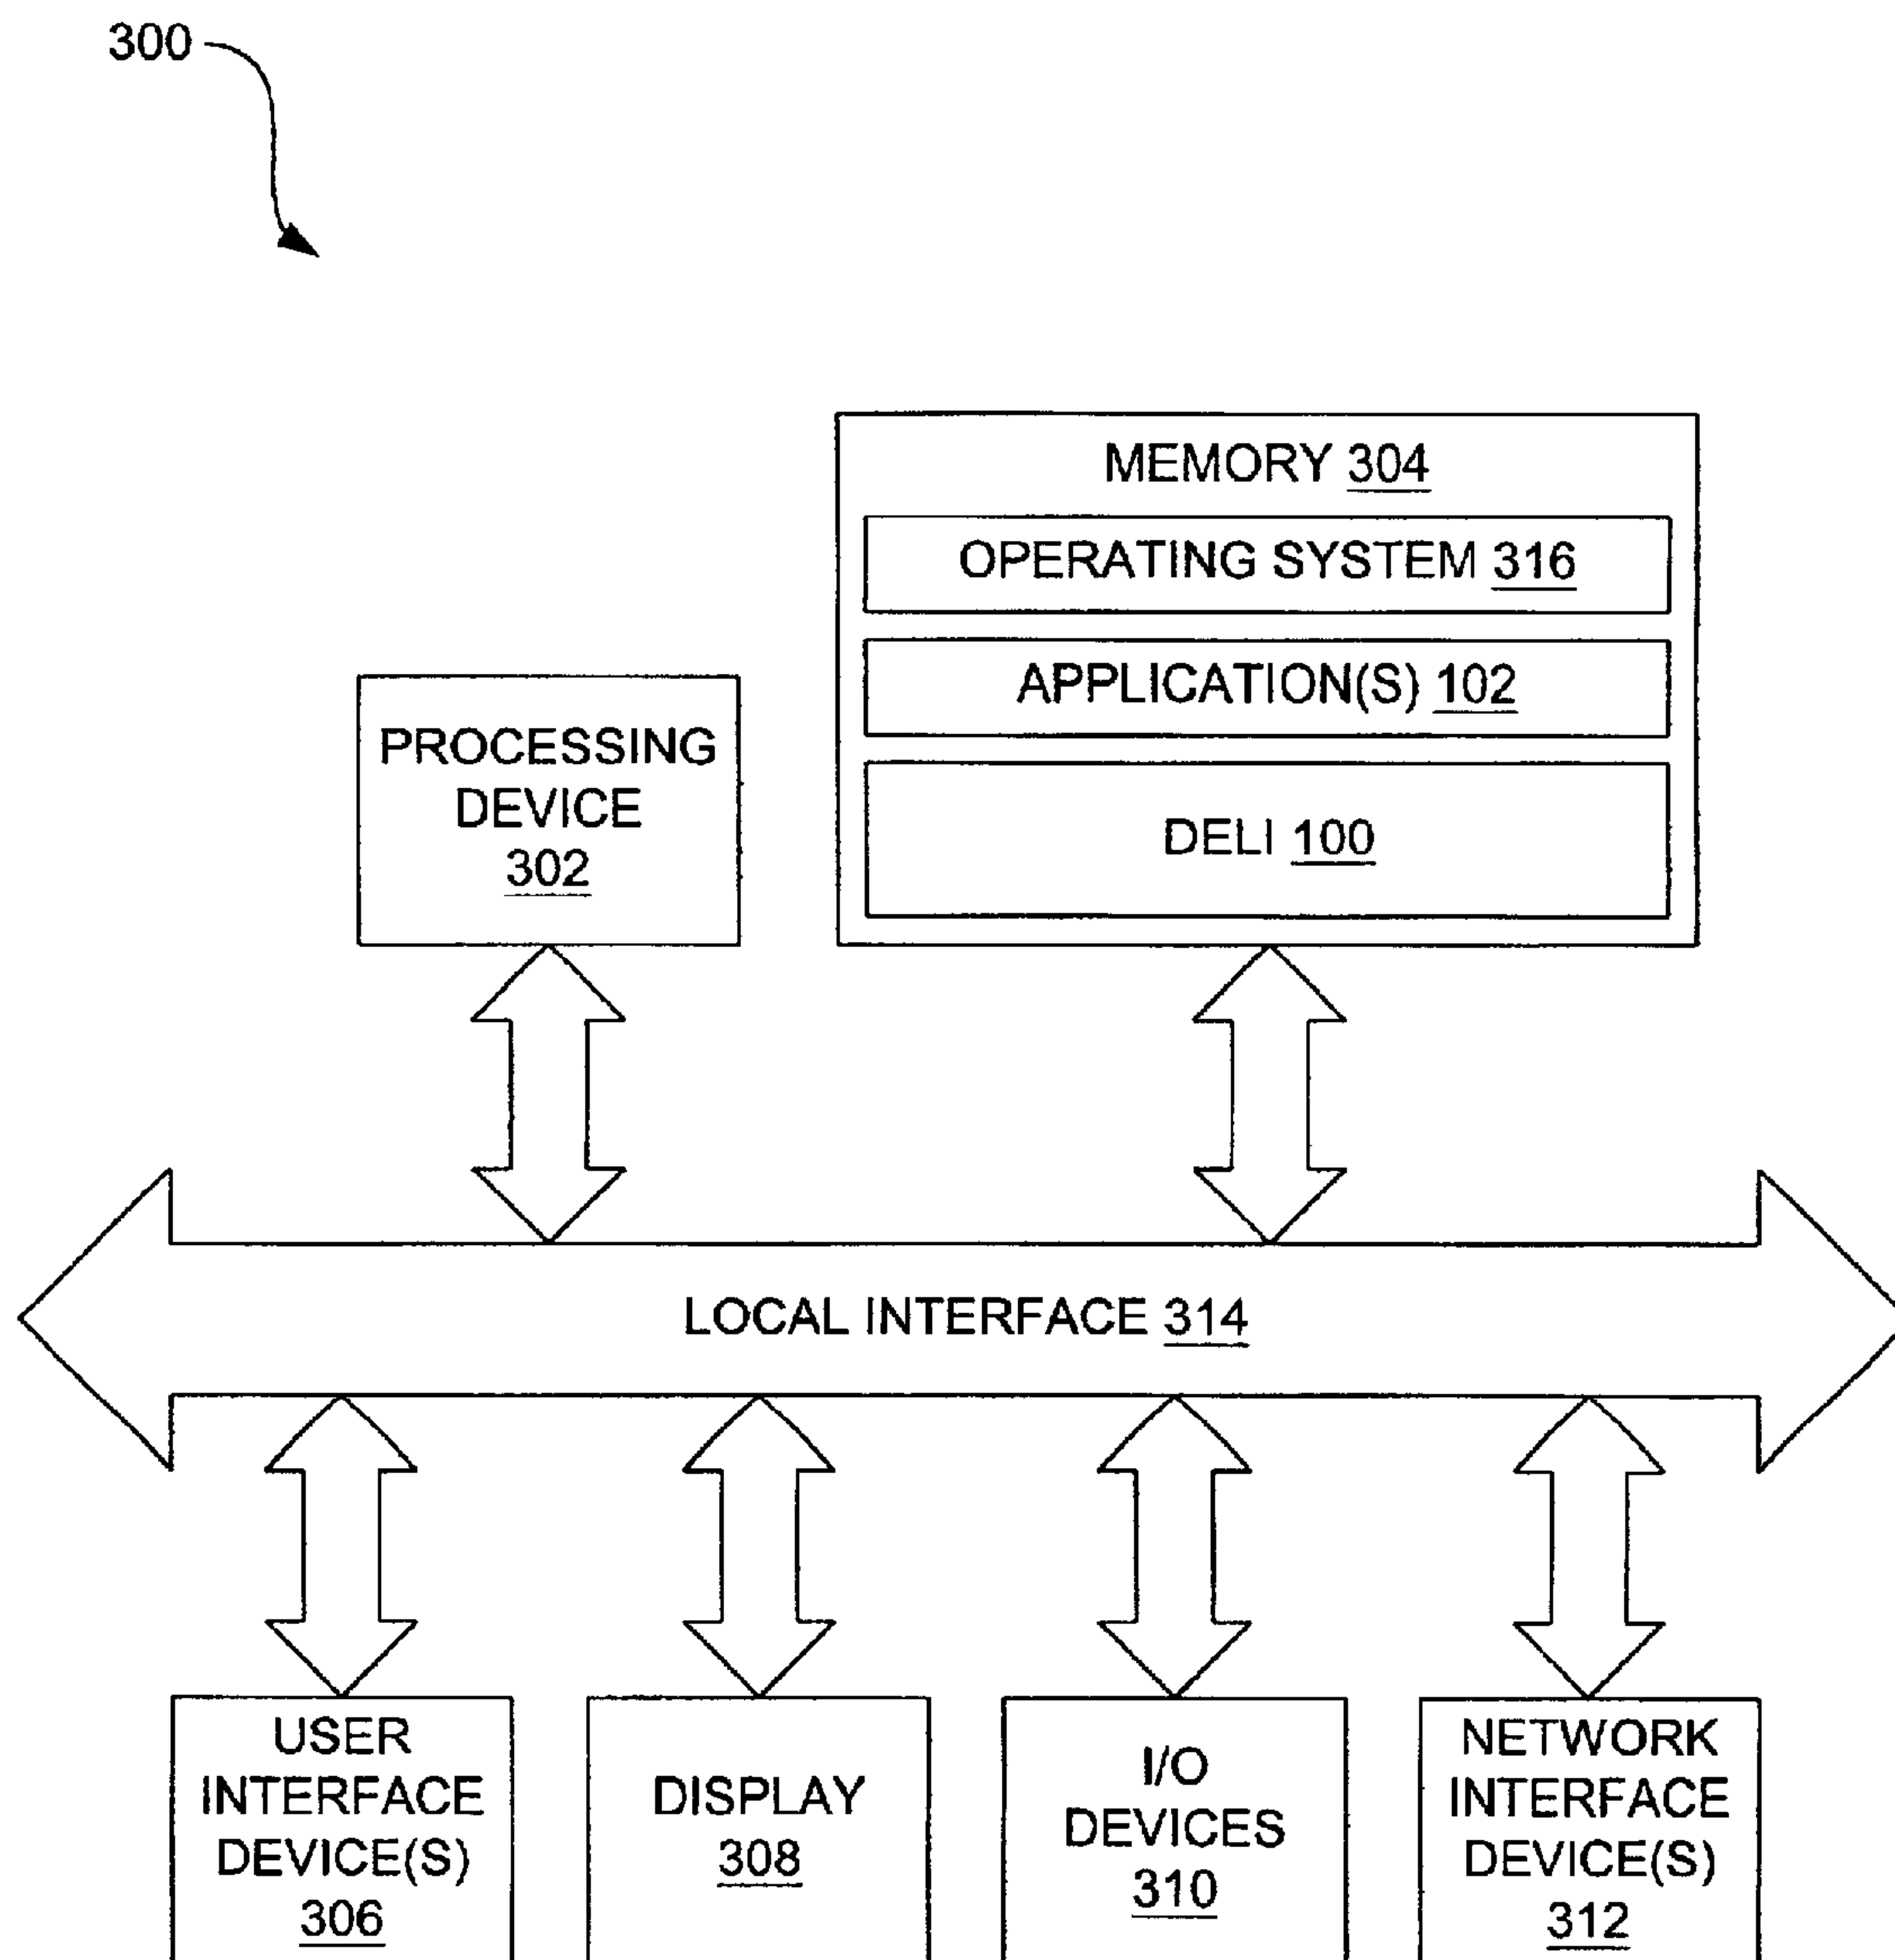 300
MEMORY 304
OPERATING SYSTEM 316
APPLICATION(S) 102
DELI 100
PROCESSING
DEVICE
302
LOCAL INTERFACE 314
USER
INTERFACE
DEVICE(S)
306
DISPLAY
308
I/O
DEVICES
310
NETWORK
INTERFACE
DEVICE(S)
312